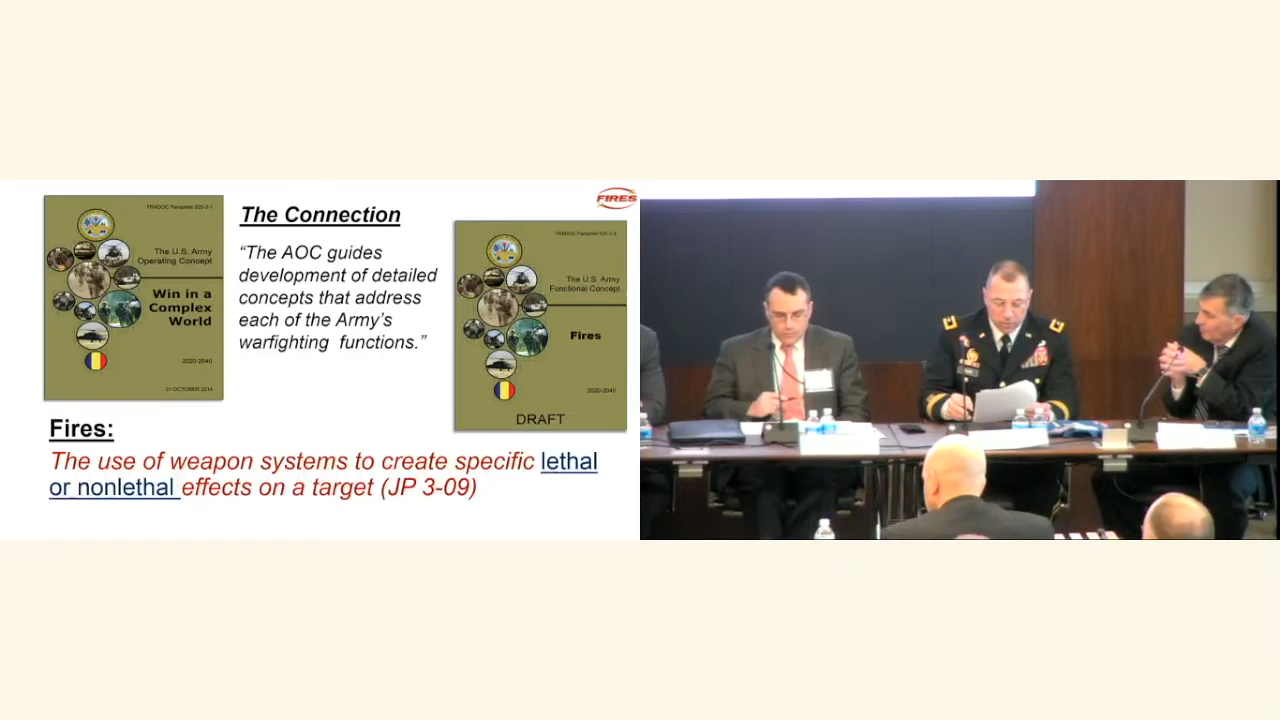 FIRES
TRADOC Pamphlet 525-3-1
The U.S. Army
Operating Concept
Win in a
Complex
World
2020-2040
31 OCTOBER 2014
The Connection
“The AOC guides
development of detailed
concepts that address
each of the Army’s
warfighting functions.”
TRADOC Pamphlet 525-3-4
The U.S. Army
Functional Concept
Fires
2020-2040
DRAFT
Fires:
The use of weapon systems to create specific lethal
or nonlethal effects on a target (JP 3-09)